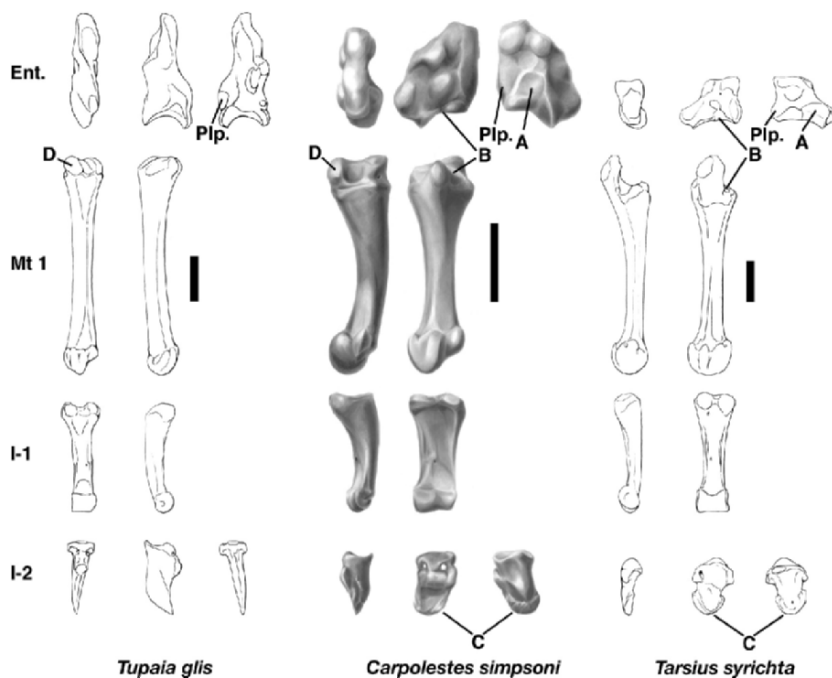 Ent.
Plp.
Plp.
A
Plp.
A
B
B
D
D
Mt 1
I-1
I-2
C
C
Tupaia glis
Carpolestes simpsoni
Tarsius syrichta